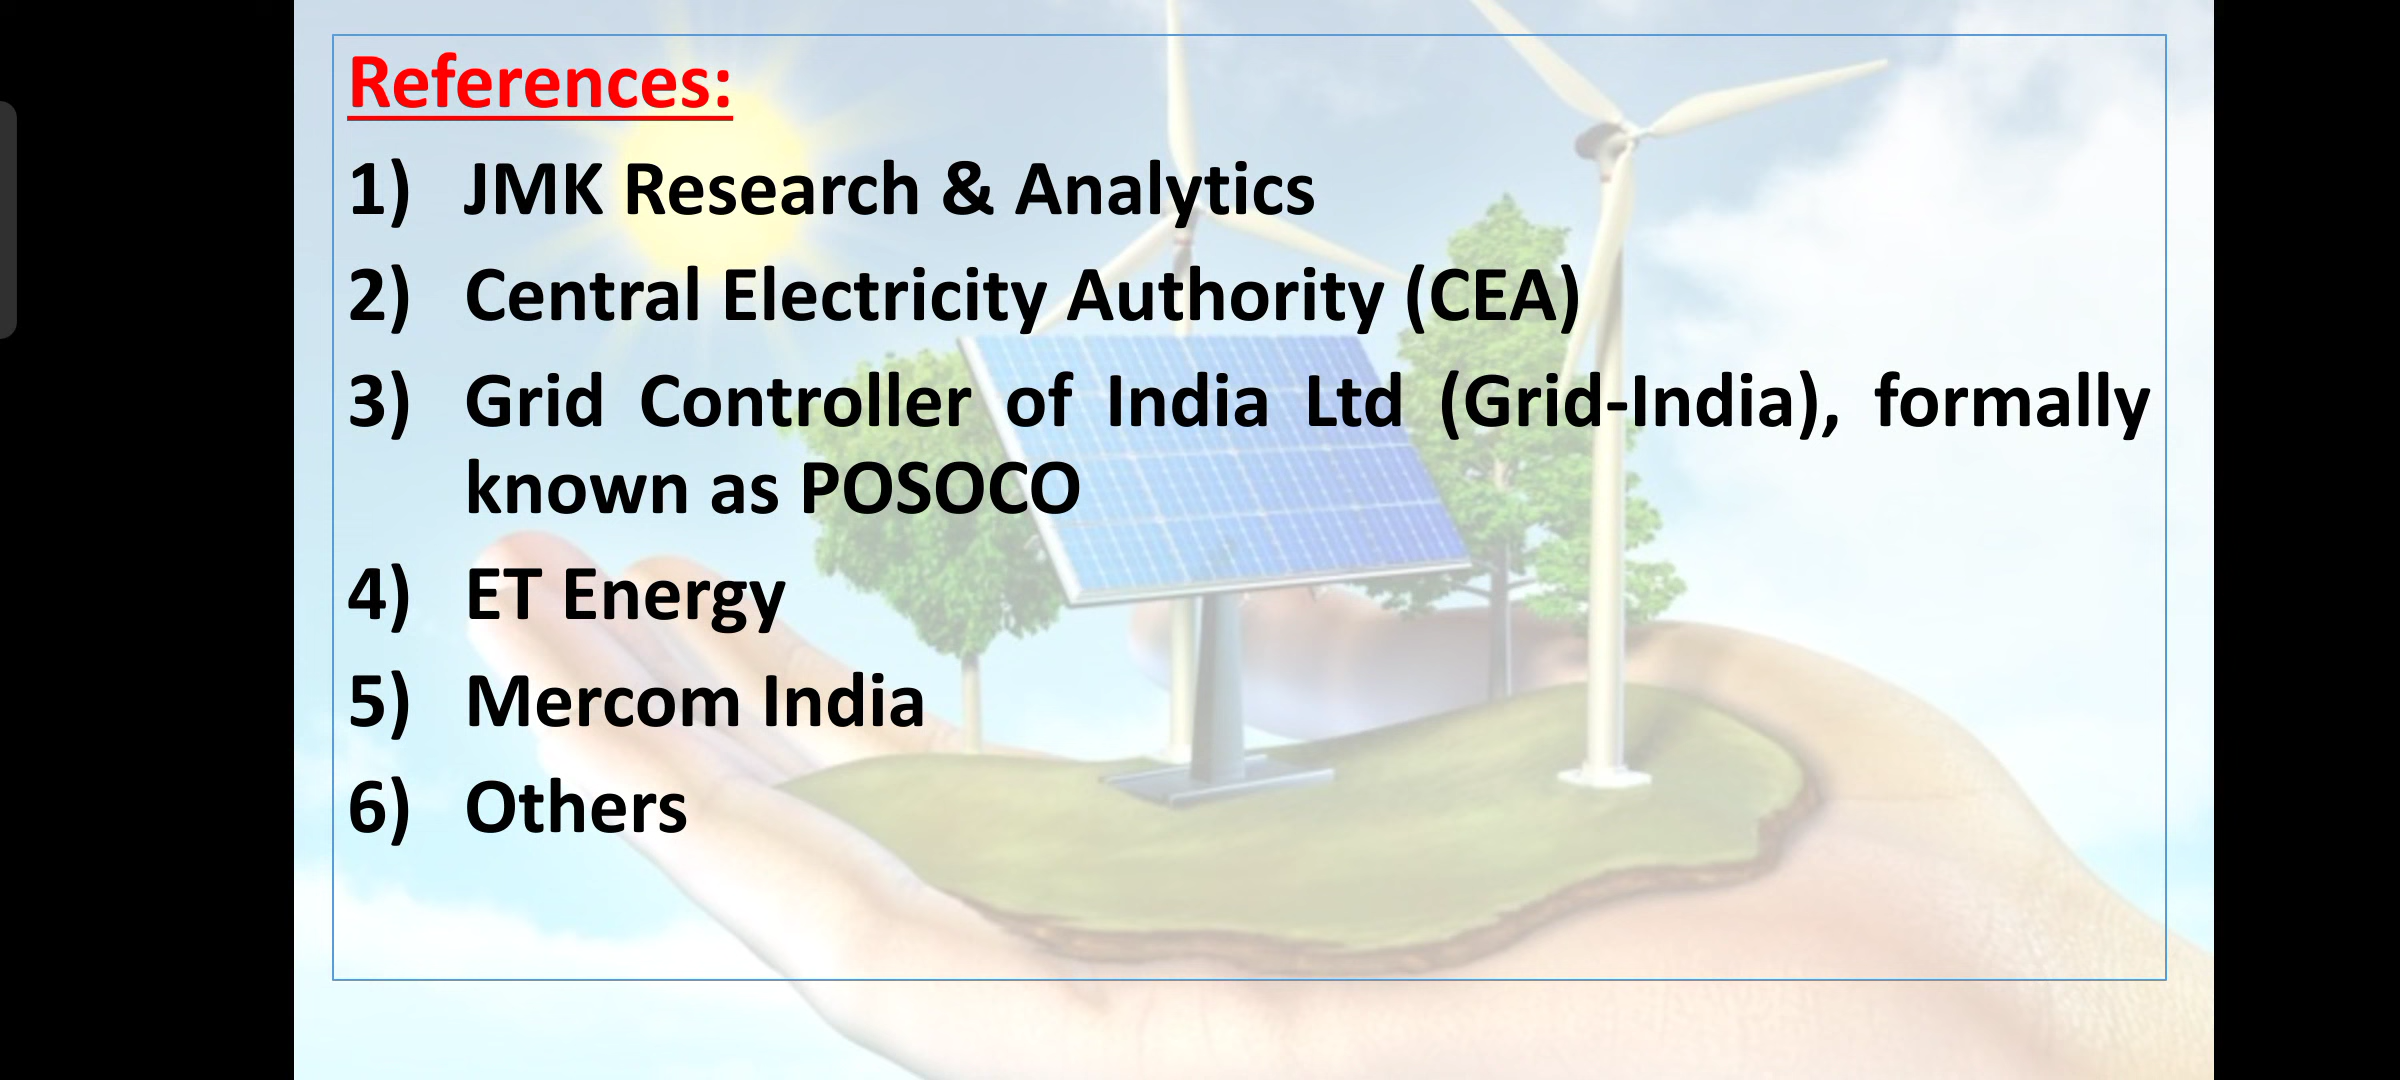 References:
1) JMK Research & Analytics
2) Central Electricity Authority (CEA)
3) Grid Controller of India Ltd (Grid-India), formally
known as POSOCO
4) ET Energy
5) Mercom India
6) Others